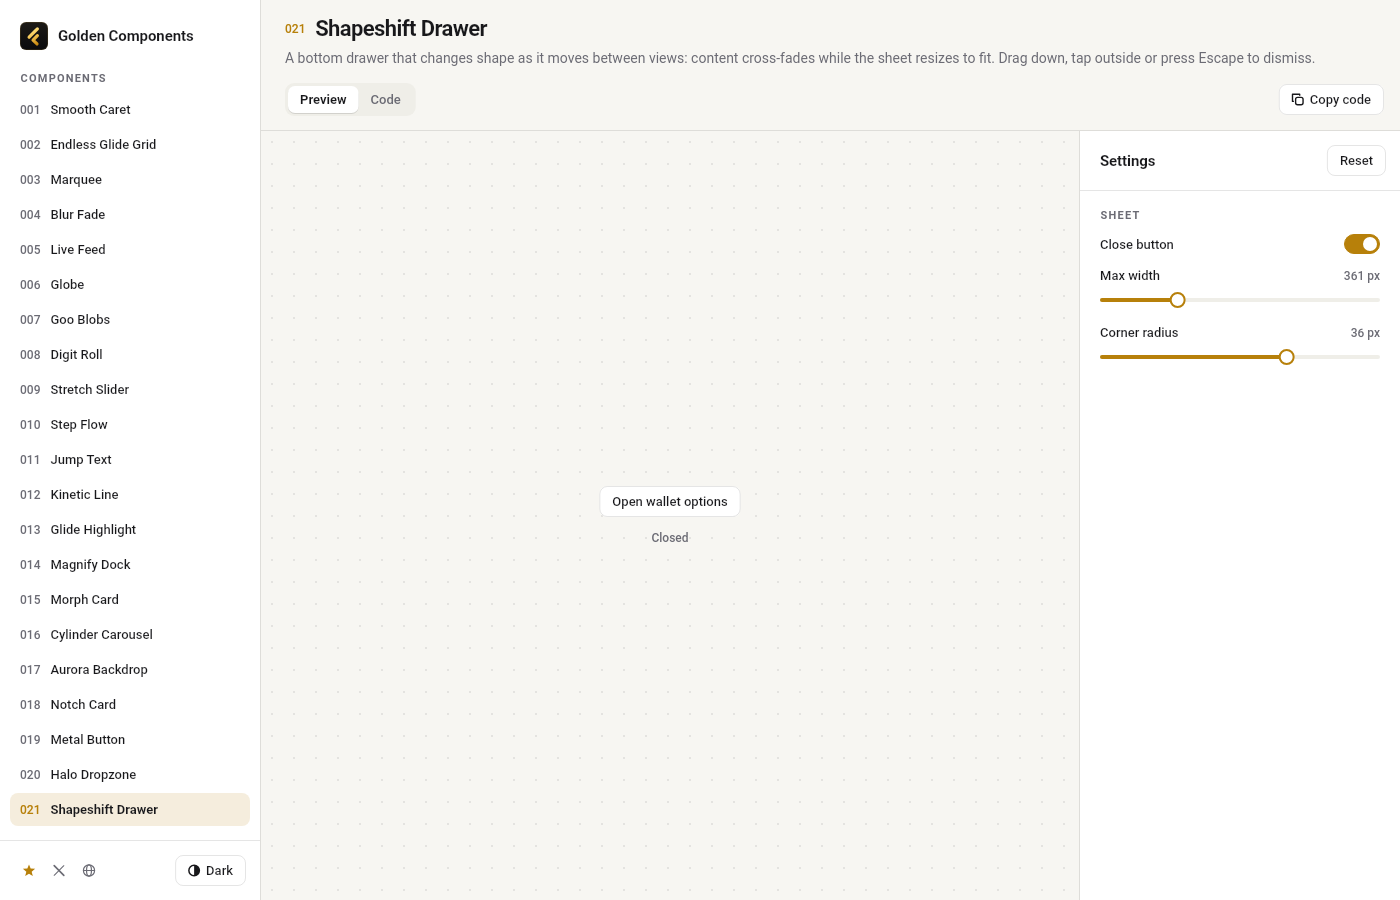 Golden Components
COMPONENTS
001 Smooth Caret
002 Endless Glide Grid
003 Marquee
004 Blur Fade
005 Live Feed
006 Globe
007 Goo Blobs
008 Digit Roll
009 Stretch Slider
010 Step Flow
011 Jump Text
012 Kinetic Line
013 Glide Highlight
014 Magnify Dock
015 Morph Card
016 Cylinder Carousel
017 Aurora Backdrop
018 Notch Card
019 Metal Button
020 Halo Dropzone
021 Shapeshift Drawer
Dark
021 Shapeshift Drawer
A bottom drawer that changes shape as it moves between views: content cross-fades while the sheet resizes to fit. Drag down, tap outside or press Escape to dismiss.
Preview Code
Copy code
Open wallet options
Closed
Settings
Reset
SHEET
Close button
Max width 361 px
Corner radius 36 px